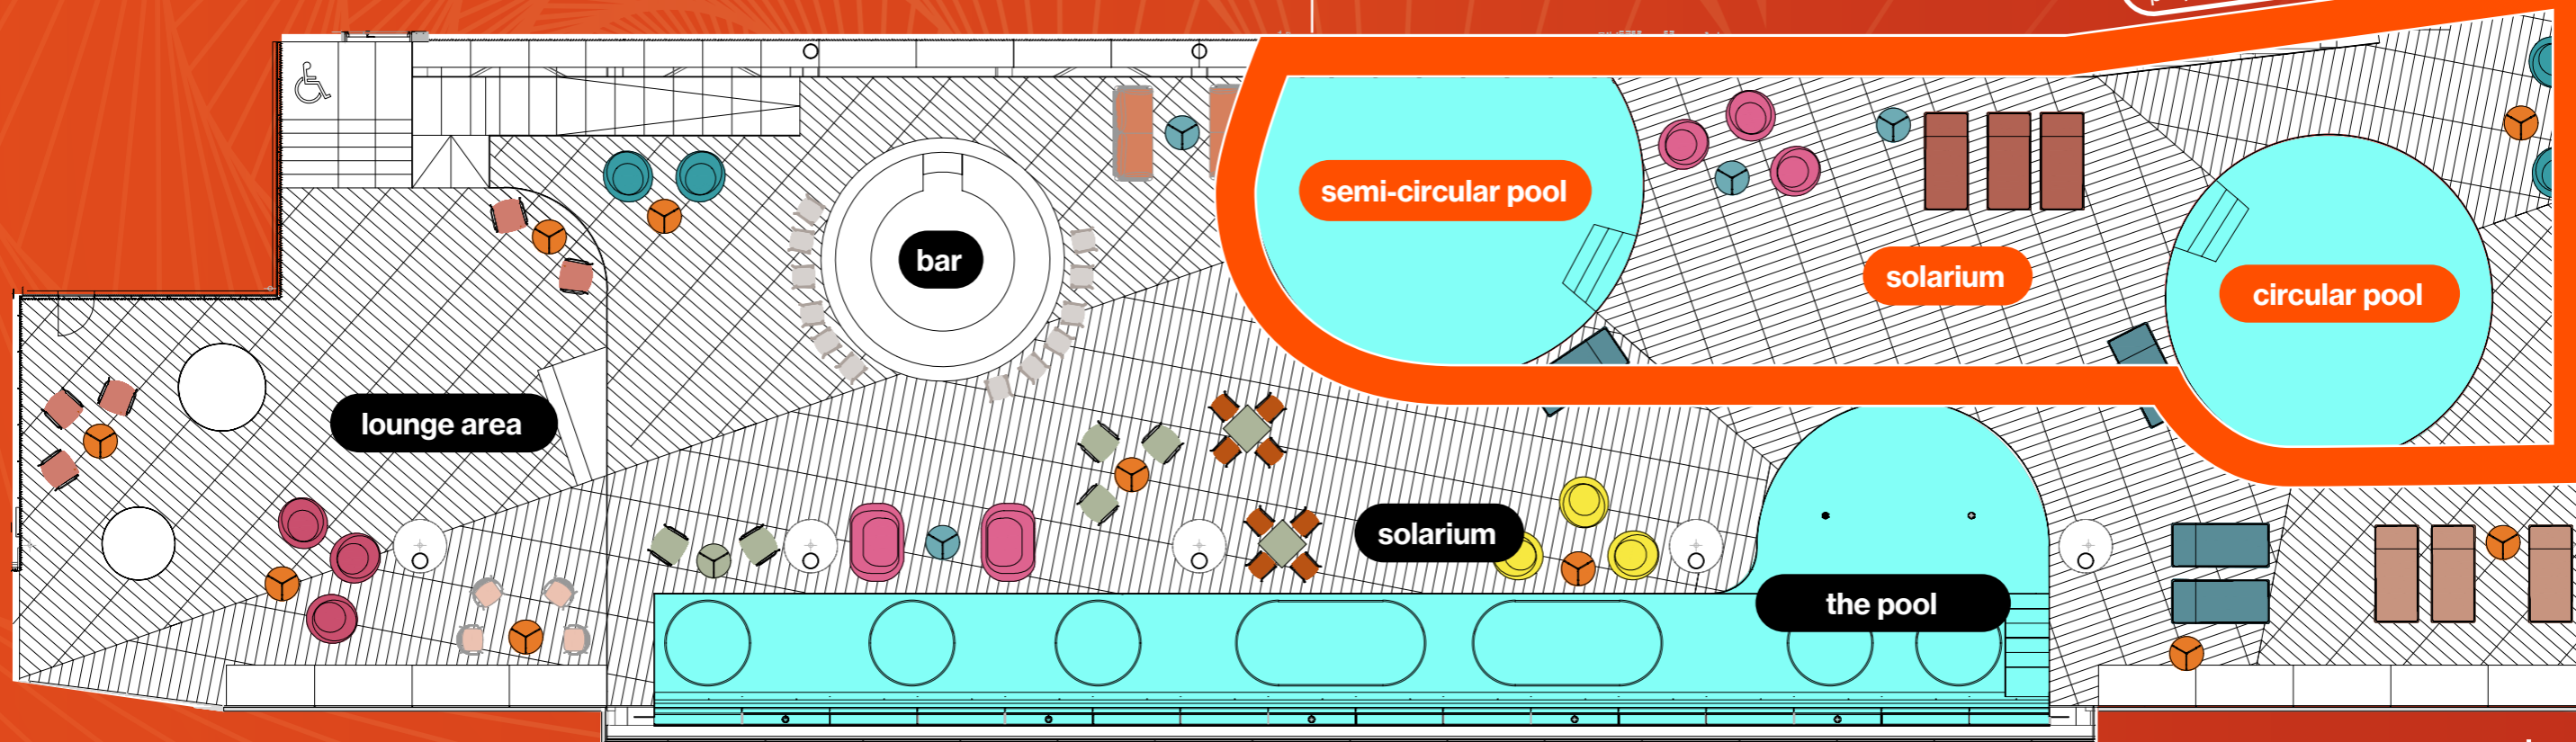 semi-circular pool
bar
solarium
circular pool
lounge area
solarium
the pool